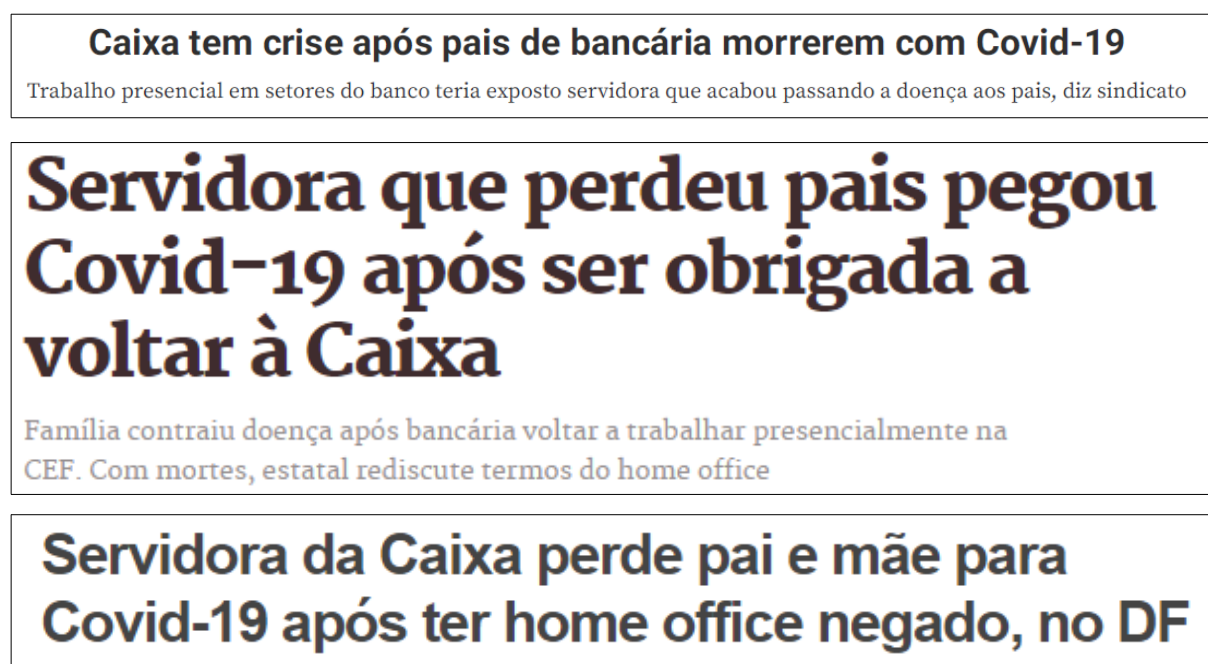 Caixa tem crise após pais de bancária morrerem com Covid-19
Trabalho presencial em setores do banco teria exposto servidora que acabou passando a doença aos pais, diz sindicato
Servidora que perdeu pais pegou
Covid-19 após ser obrigada a
voltar à Caixa
Família contraiu doença após bancária voltar a trabalhar presencialmente na
CEF. Com mortes, estatal rediscute termos do home office
Servidora da Caixa perde pai e mãe para
Covid-19 após ter home office negado, no DF